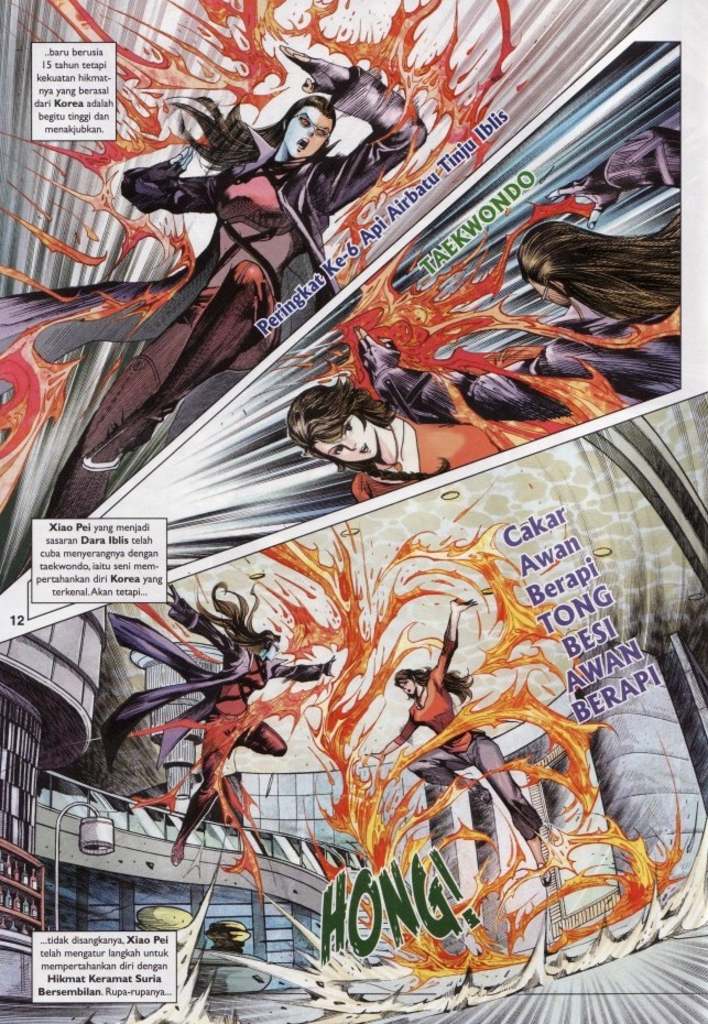 ..baru berusia
15 tahun tetapi
kekuatan hikmat-
nya yang berasal
dari Korea adalah
begitu tinggi dan
menakjubkan.
Peringkat Ke-6 Api Airbatu Tinju Iblis
TAEKWONDO
Xiao Pei yang menjadi
sasaran Dara Iblis telah
cuba menyerangnya dengan
taekwondo, iaitu seni mem-
pertahankan diri Korea yang
terkenal. Akan tetapi...
12
Cakar
Awan
Berapi
TONG
BESI
AWAN
BERAPI
HONG!
...tidak disangkanya, Xiao Pei
telah mengatur langkah untuk
mempertahankan diri dengan
Hikmat Keramat Suria
Bersembilan. Rupa-rupanya...